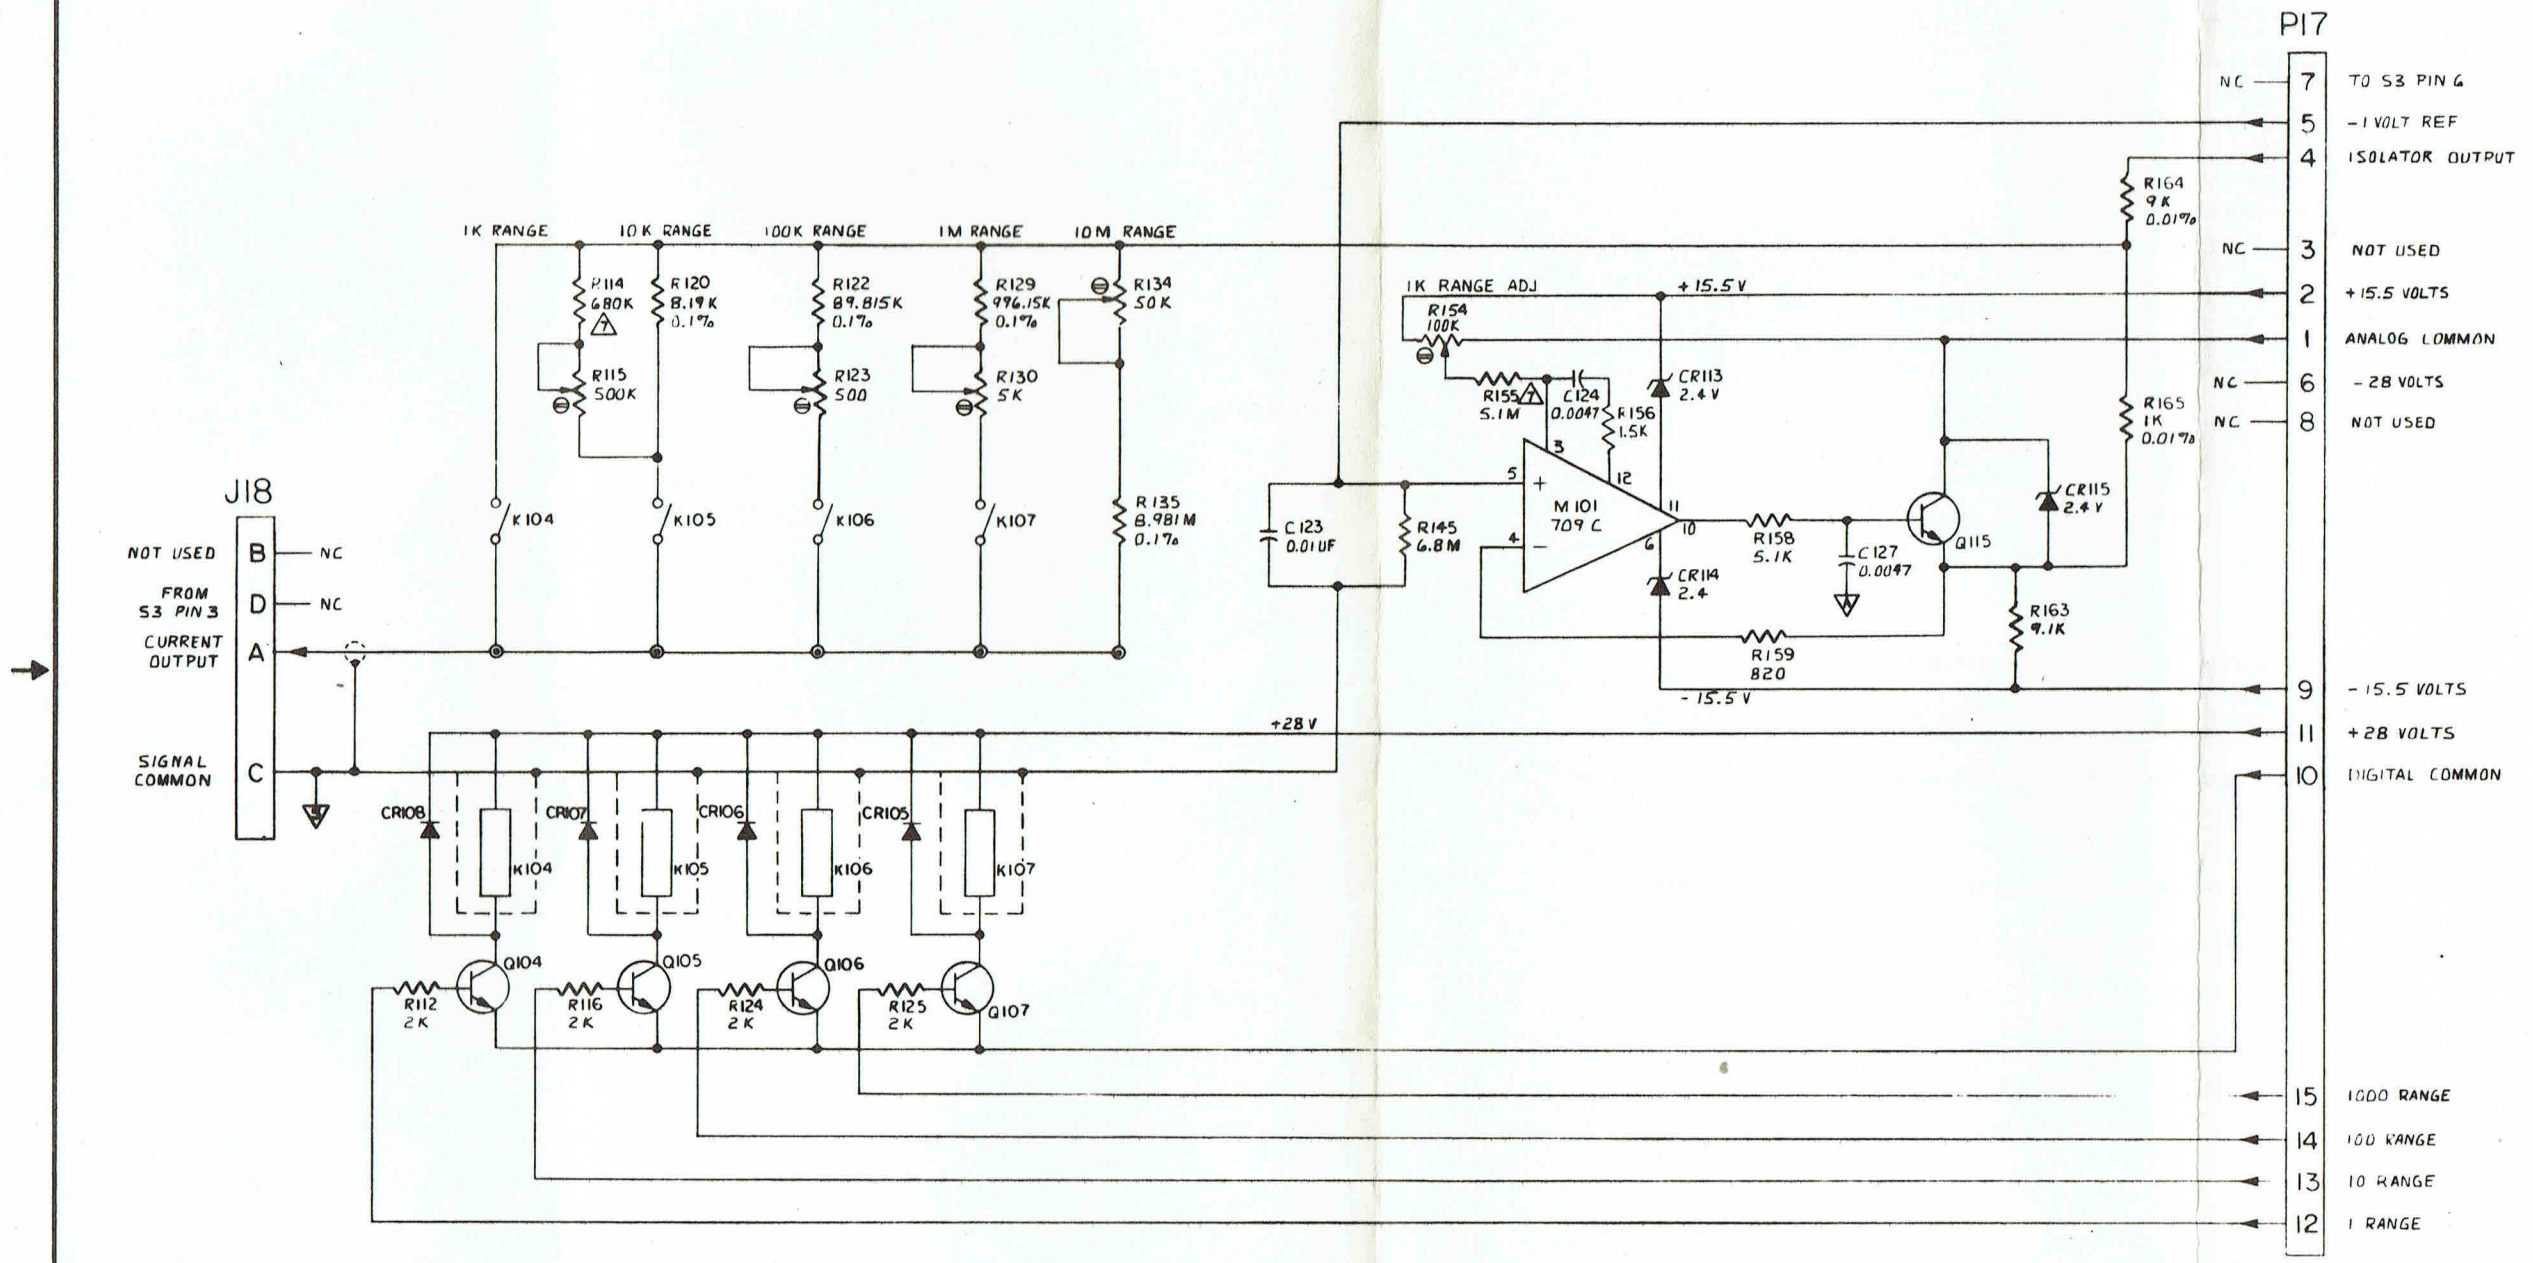 P17
NC 7 TO S3 PIN 6
5 -1 VOLT REF
4 ISOLATOR OUTPUT
R164
9K
0.01%
NC 3 NOT USED
2 +15.5 VOLTS
1 ANALOG COMMON
NC 6 -28 VOLTS
NC 8 NOT USED
R165
1K
0.01%
1K RANGE
10K RANGE
100K RANGE
1M RANGE
10M RANGE
R114
680K
7
R120
8.19K
0.1%
R122
89.815K
0.1%
R129
996.15K
0.1%
R134
50K
R115
500K
R123
500
R130
5K
1K RANGE ADJ
+15.5V
R154
100K
R155
5.1M
7
C124
0.0047
R156
1.5K
CR113
2.4V
J18
NOT USED B NC
FROM
S3 PIN 3
D NC
CURRENT
OUTPUT
A
SIGNAL
COMMON
C
K104
K105
K106
K107
R135
8.981M
0.1%
C123
0.01UF
R145
6.8M
5
+
4
-
3
12
11
10
6
M101
709C
CR114
2.4
R158
5.1K
C127
0.0047
A
Q115
CR115
2.4V
R163
9.1K
R159
820
-15.5V
9 -15.5 VOLTS
+28V
11 +28 VOLTS
10 DIGITAL COMMON
CR108
CR107
CR106
CR105
K104
K105
K106
K107
Q104
Q105
Q106
Q107
R112
2K
R116
2K
R124
2K
R125
2K
15 1000 RANGE
14 100 RANGE
13 10 RANGE
12 1 RANGE